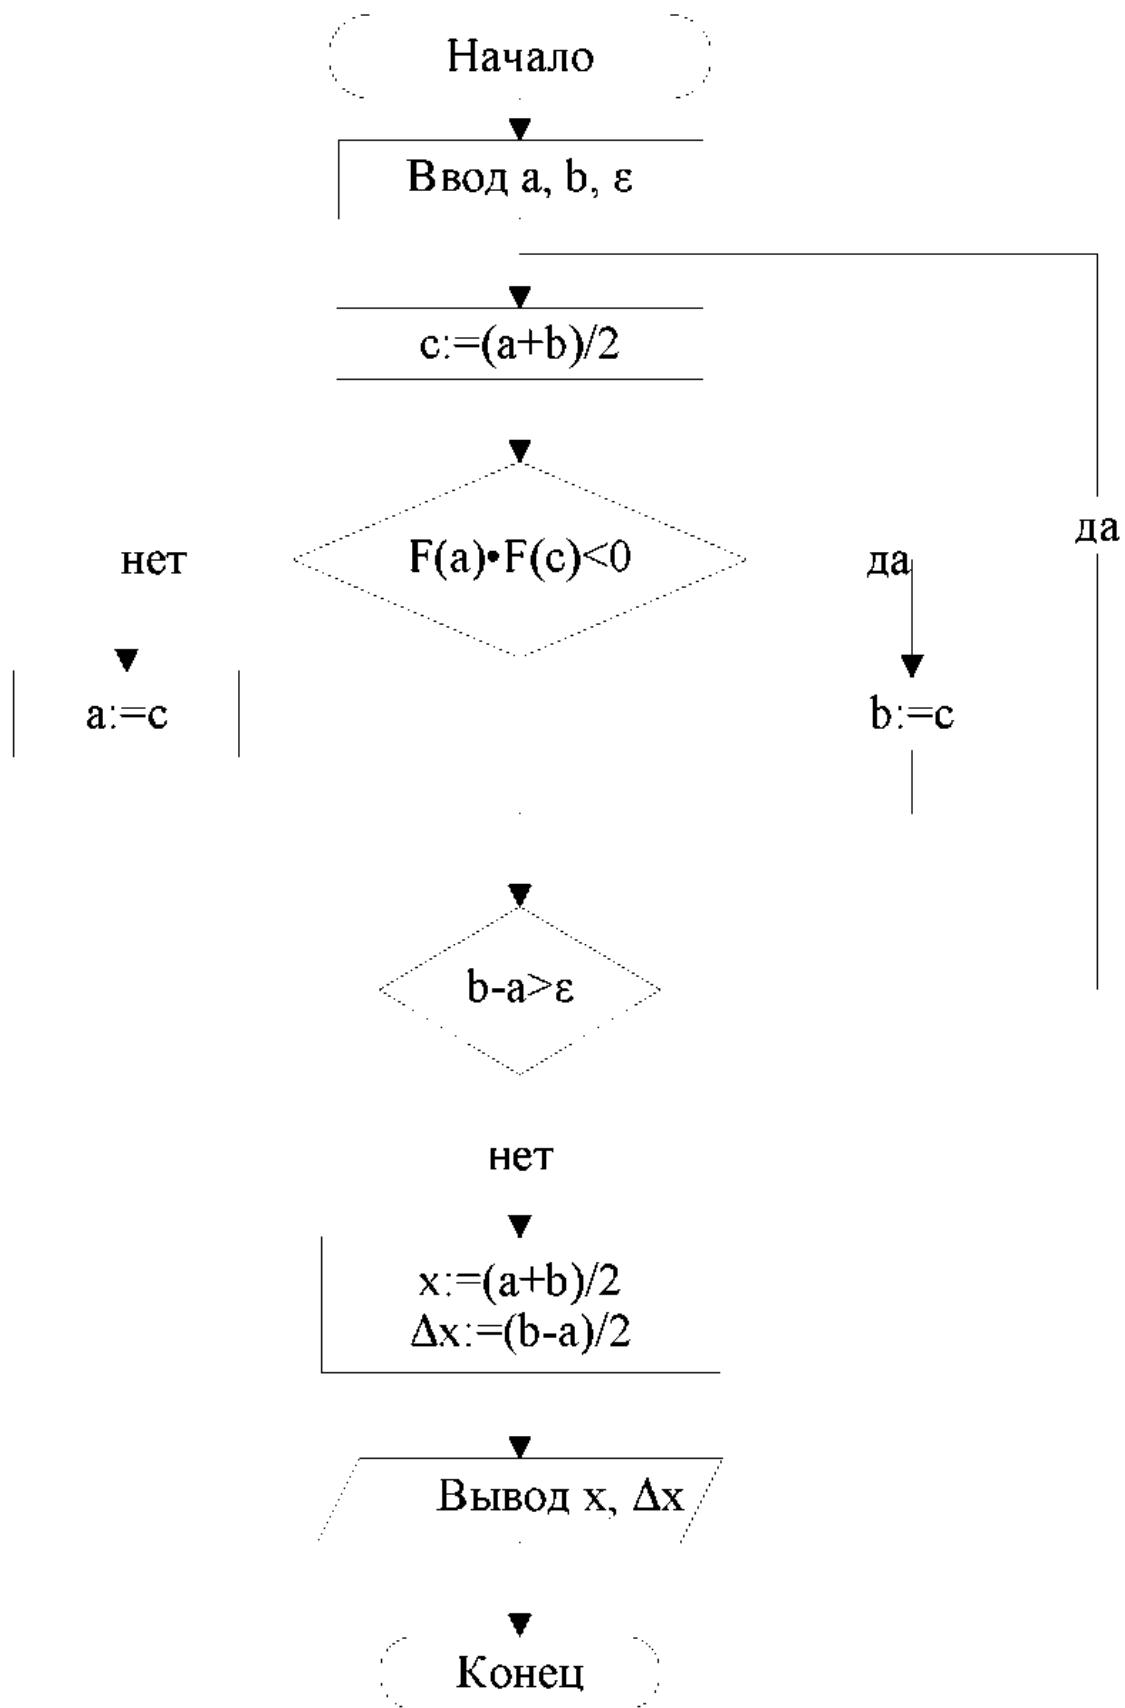 Начало
Ввод a, b, ε
c:=(a+b)/2
да
нет
F(a)•F(c)<0
да
a:=c
b:=c
b-a>ε
нет
x:=(a+b)/2
Δx:=(b-a)/2
Вывод x, Δx
Конец